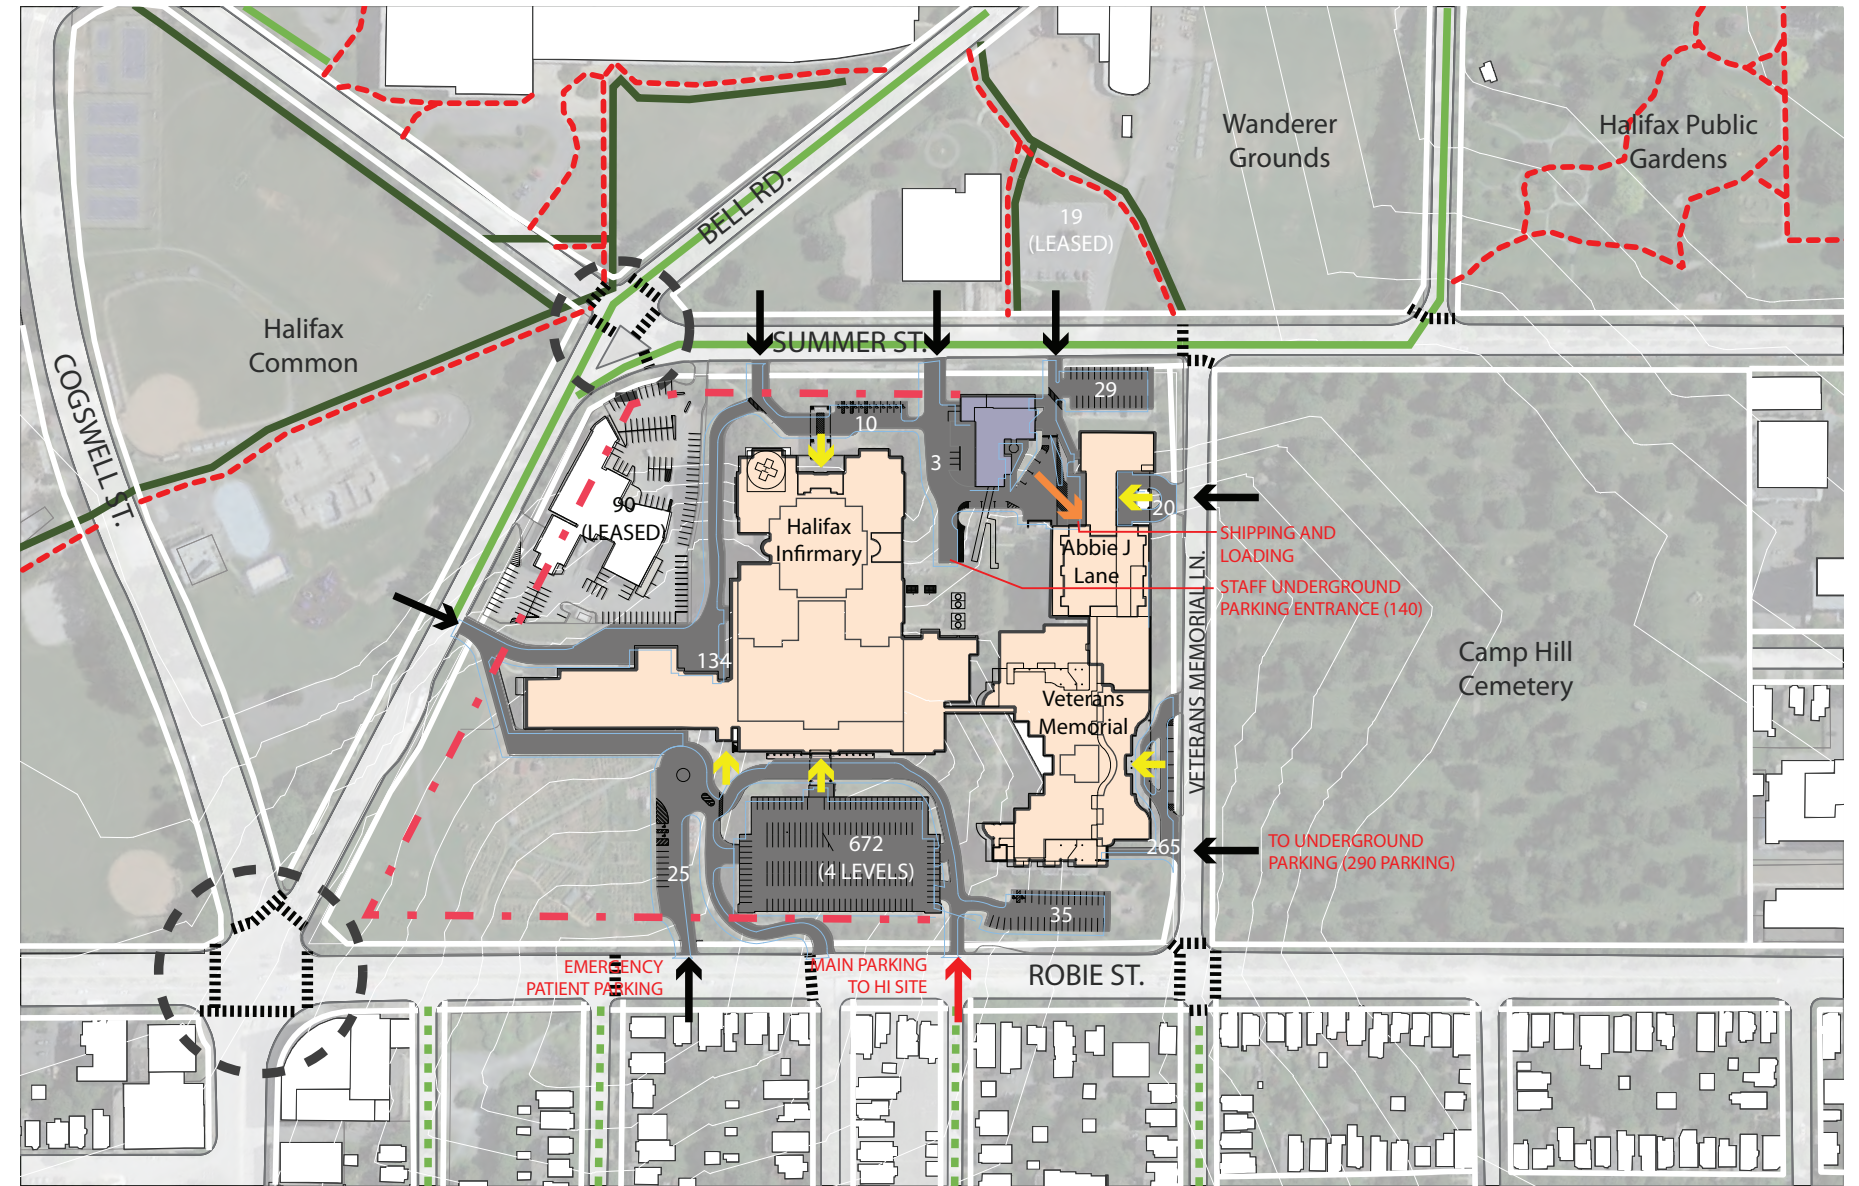 Wanderer
Grounds
Halifax Public
Gardens
BELL RD.
19
(LEASED)
Halifax
Common
SUMMER ST.
COGSWELL ST.
29
10
3
90
(LEASED)
Halifax
Infirmary
20
Abbie J
Lane
SHIPPING AND
LOADING
STAFF UNDERGROUND
PARKING ENTRANCE (140)
VETERANS MEMORIAL LN.
134
Camp Hill
Cemetery
Veterans
Memorial
672
(4 LEVELS)
265
TO UNDERGROUND
PARKING (290 PARKING)
25
35
EMERGENCY
PATIENT PARKING
MAIN PARKING
TO HI SITE
ROBIE ST.